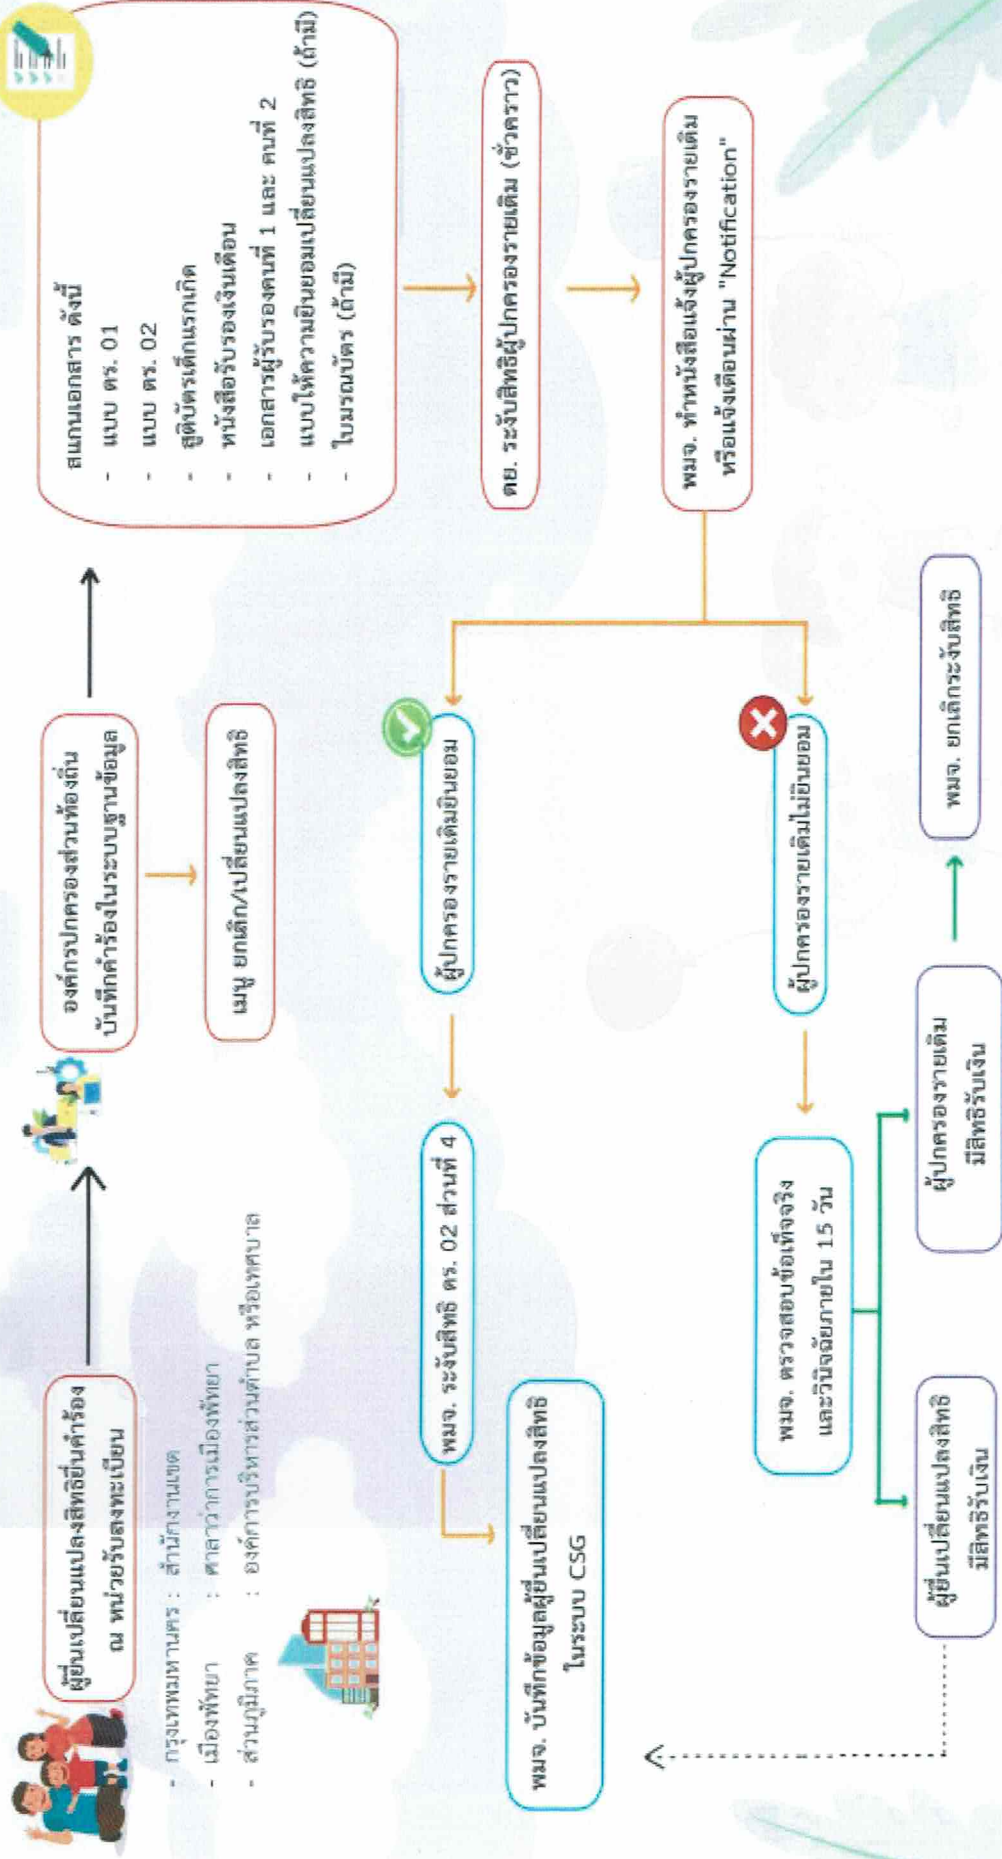 ผู้ยื่นเปลี่ยนแปลงสิทธิยื่นคำร้อง
ณ หน่วยรับลงทะเบียน
- กรุงเทพมหานคร : สำนักงานเขต
- เมืองพัทยา : ศาลาว่าการเมืองพัทยา
- ส่วนภูมิภาค : องค์การบริหารส่วนตำบล หรือเทศบาล
องค์กรปกครองส่วนท้องถิ่น
บันทึกคำร้องในระบบฐานข้อมูล
เมนู ยกเลิก/เปลี่ยนแปลงสิทธิ
สแกนเอกสาร ดังนี้
- แบบ ดร. 01
- แบบ ดร. 02
- สูติบัตรเด็กแรกเกิด
- หนังสือรับรองเงินเดือน
- เอกสารผู้รับรองคนที่ 1 และ คนที่ 2
- แบบให้ความยินยอมเปลี่ยนแปลงสิทธิ (ถ้ามี)
- ใบมรณบัตร (ถ้ามี)
ดย. ระงับสิทธิผู้ปกครองรายเดิม (ชั่วคราว)
พมจ. ทำหนังสือแจ้งผู้ปกครองรายเดิม
หรือแจ้งเตือนผ่าน "Notification"
ผู้ปกครองรายเดิมยินยอม
พมจ. ระงับสิทธิ ดร. 02 ส่วนที่ 4
พมจ. บันทึกข้อมูลผู้ยื่นเปลี่ยนแปลงสิทธิ
ในระบบ CSG
ผู้ปกครองรายเดิมไม่ยินยอม
พมจ. ตรวจสอบข้อเท็จจริง
และวินิจฉัยภายใน 15 วัน
ผู้ยื่นเปลี่ยนแปลงสิทธิ
มีสิทธิรับเงิน
ผู้ปกครองรายเดิม
มีสิทธิรับเงิน
พมจ. ยกเลิกระงับสิทธิ